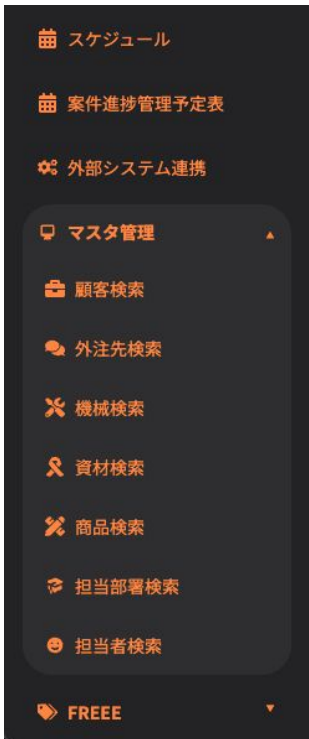 スケジュール
案件進捗管理予定表
外部システム連携
マスタ管理
顧客検索
外注先検索
機械検索
資材検索
商品検索
担当部署検索
担当者検索
FREEE